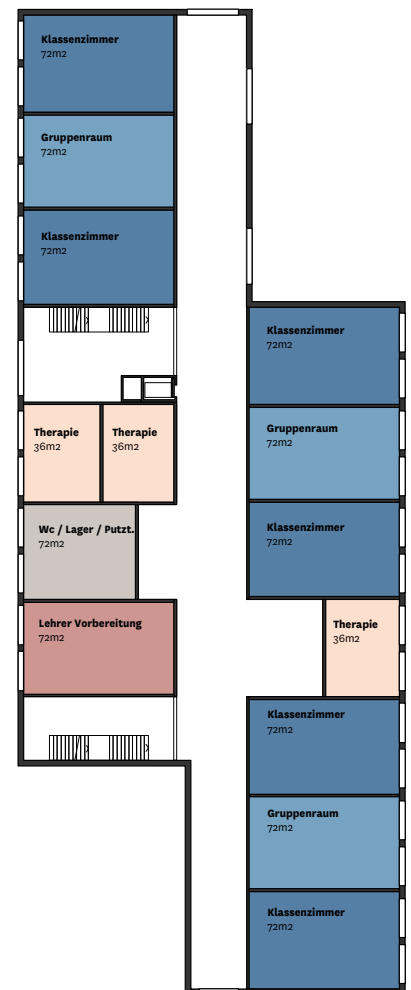 Klassenzimmer
72m2
Gruppenraum
72m2
Klassenzimmer
72m2
Therapie
36m2
Therapie
36m2
Wc / Lager / Putzt.
72m2
Lehrer Vorbereitung
72m2
Klassenzimmer
72m2
Gruppenraum
72m2
Klassenzimmer
72m2
Therapie
36m2
Klassenzimmer
72m2
Gruppenraum
72m2
Klassenzimmer
72m2